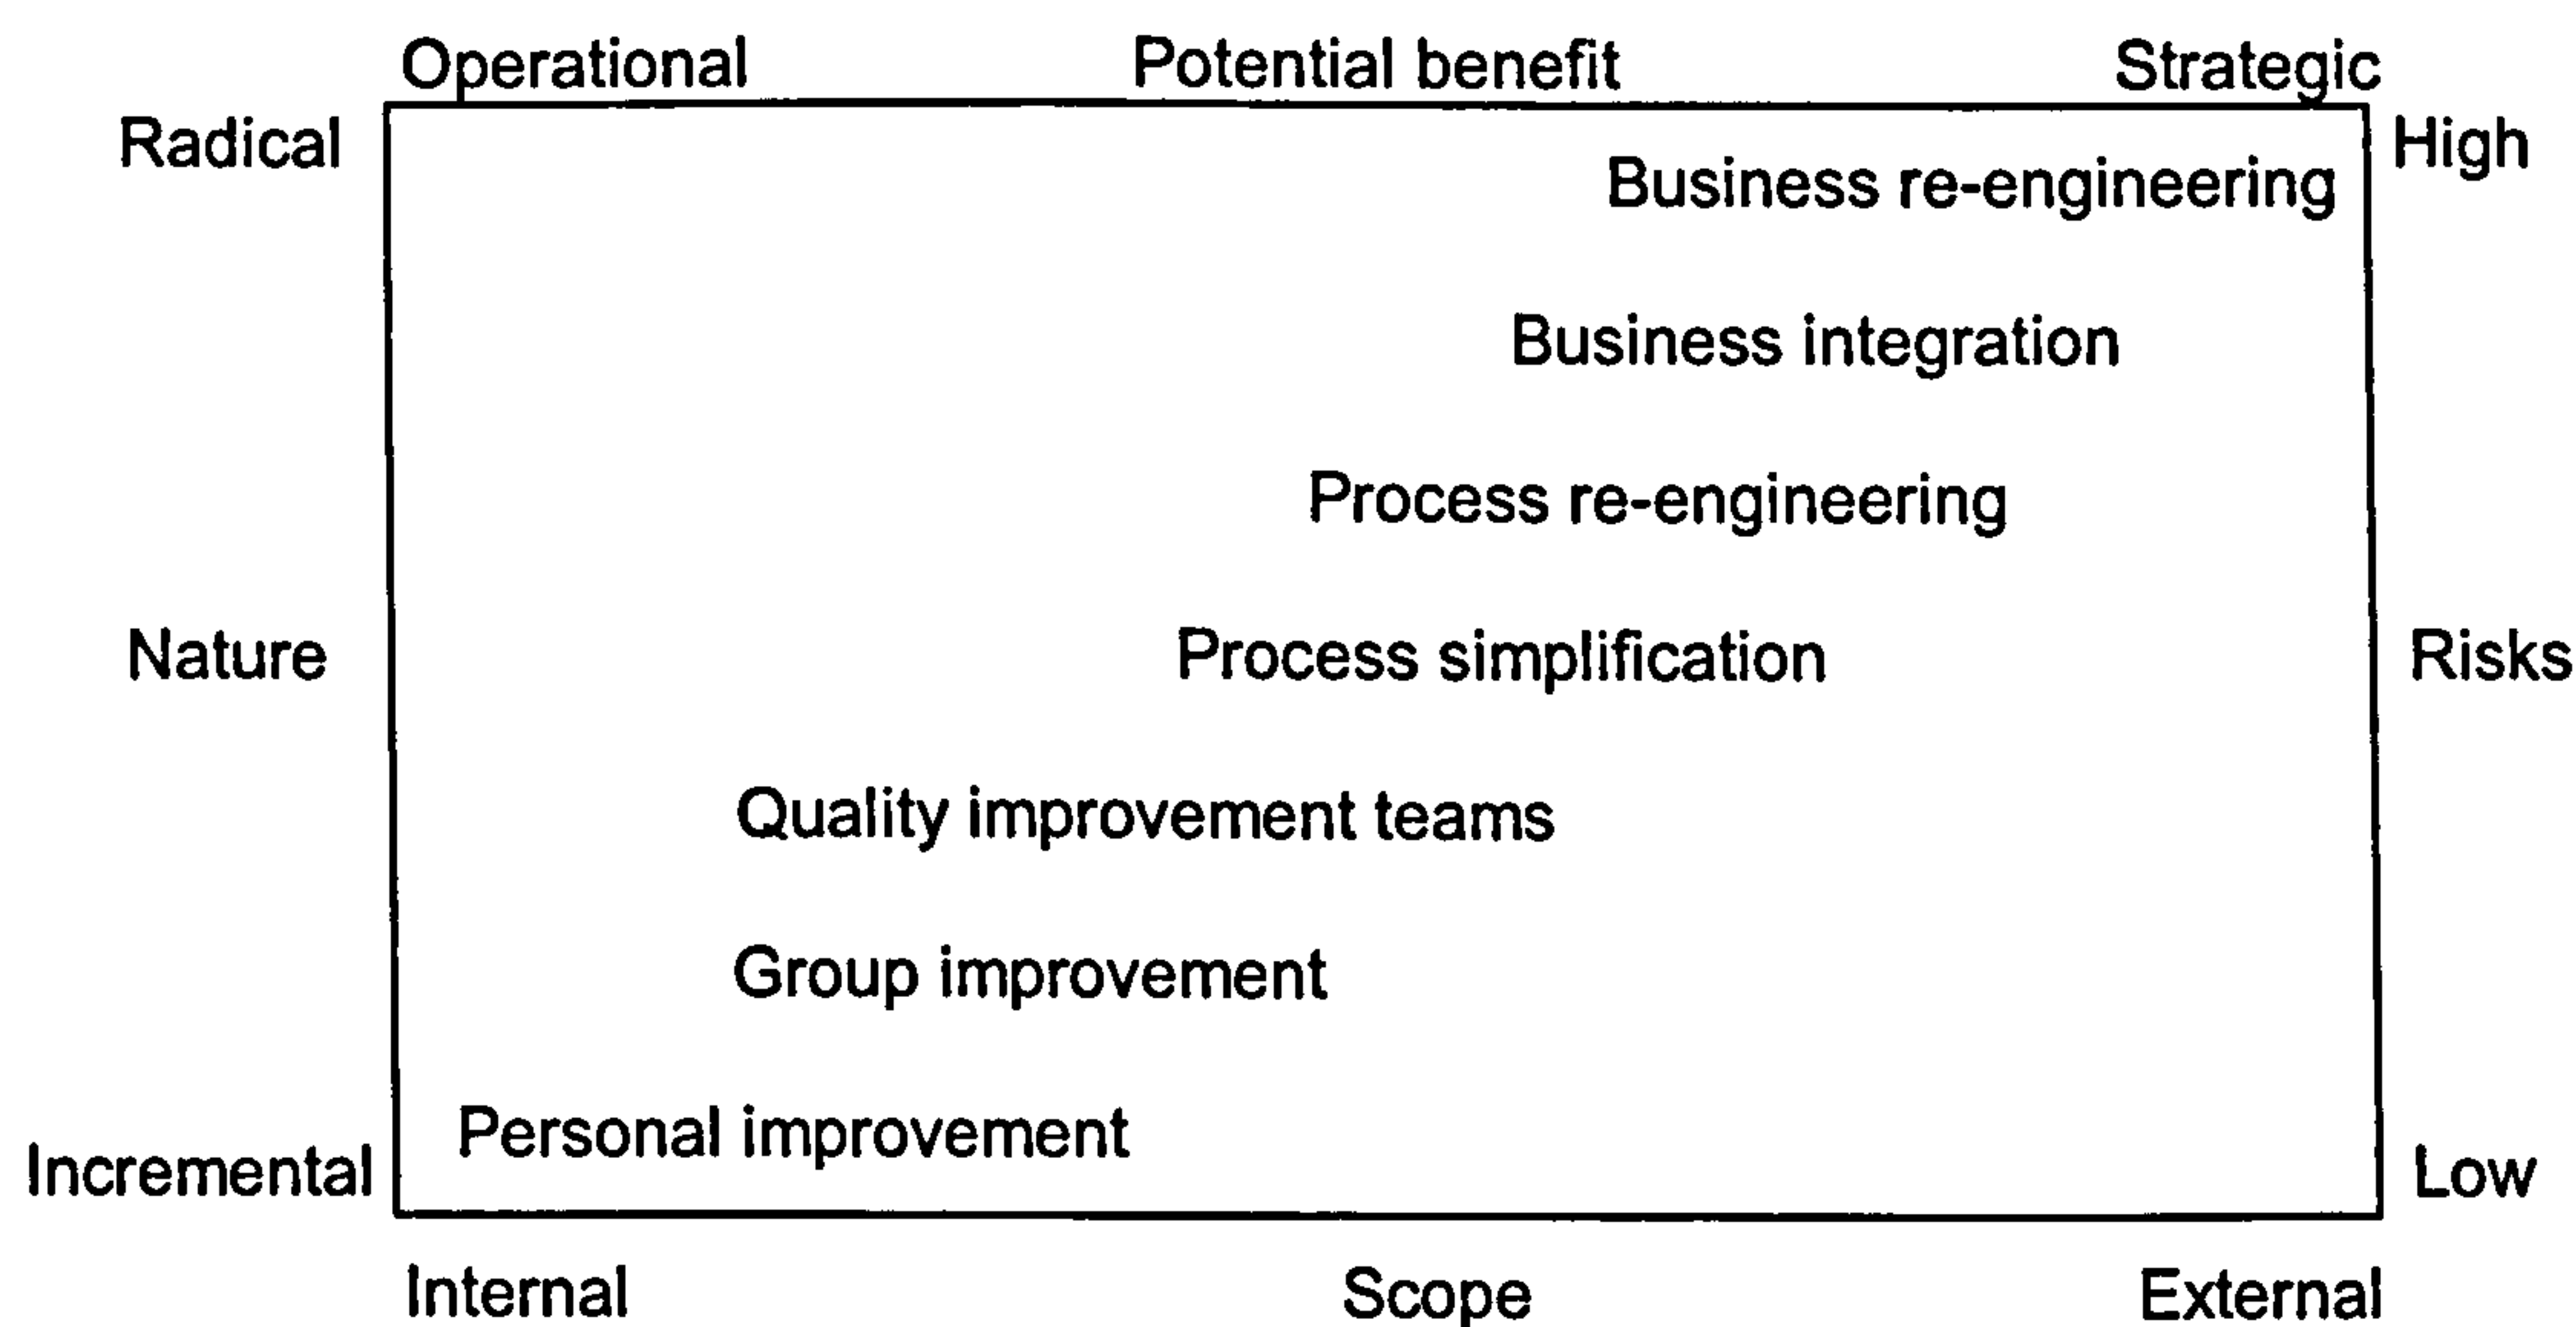 Operational Potential benefit Strategic
Radical High
Business re-engineering
Business integration
Process re-engineering
Nature Process simplification Risks
Quality improvement teams
Group improvement
Personal improvement
Incremental Low
Internal Scope External